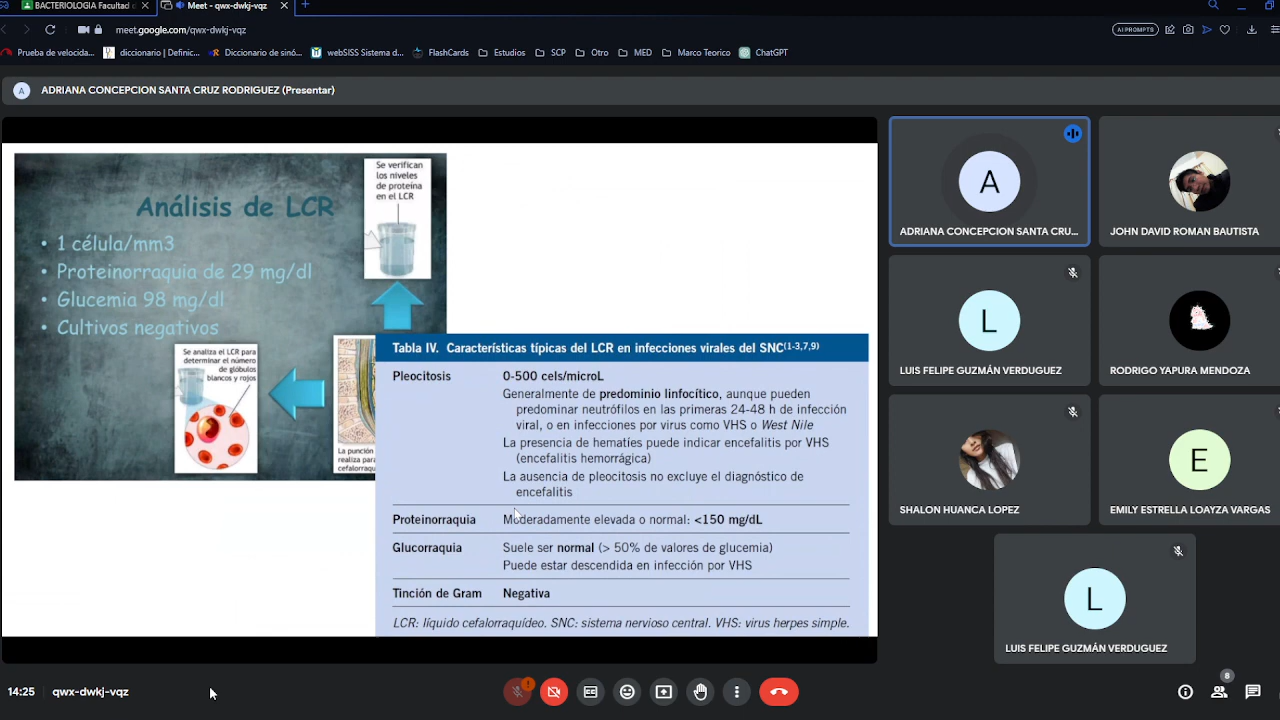 BACTERIOLOGIA Facultad
Meet - qwx-dwkj-vqz
meet.google.com/qwx-dwkj-vqz
AI PROMPTS
Prueba de velocida...
diccionario | Definic...
Diccionario de sinó...
webSISS Sistema d...
FlashCards
Estudios
SCP
Otro
MED
Marco Teorico
ChatGPT
A
ADRIANA CONCEPCION SANTA CRUZ RODRIGUEZ (Presentar)
Análisis de LCR
• 1 célula/mm3
• Proteinorraquia de 29 mg/dl
• Glucemia 98 mg/dl
• Cultivos negativos
Se verifican
los niveles
de proteína
en el LCR
Se analiza el LCR para
determinar el número
de glóbulos
blancos y rojos
La punción
realiza para
cefalorraqu
Tabla IV. Características típicas del LCR en infecciones virales del SNC(1-3,7,9)
Pleocitosis 0-500 cels/microL
Generalmente de predominio linfocítico, aunque pueden
predominar neutrófilos en las primeras 24-48 h de infección
viral, o en infecciones por virus como VHS o West Nile
La presencia de hematíes puede indicar encefalitis por VHS
(encefalitis hemorrágica)
La ausencia de pleocitosis no excluye el diagnóstico de
encefalitis
Proteinorraquia Moderadamente elevada o normal: <150 mg/dL
Glucorraquia Suele ser normal (> 50% de valores de glucemia)
Puede estar descendida en infección por VHS
Tinción de Gram Negativa
LCR: líquido cefalorraquídeo. SNC: sistema nervioso central. VHS: virus herpes simple.
A
ADRIANA CONCEPCION SANTA CRU...
JOHN DAVID ROMAN BAUTISTA
L
LUIS FELIPE GUZMÁN VERDUGUEZ
RODRIGO YAPURA MENDOZA
SHALON HUANCA LOPEZ
E
EMILY ESTRELLA LOAYZA VARGAS
L
LUIS FELIPE GUZMÁN VERDUGUEZ
14:25 qwx-dwkj-vqz
8